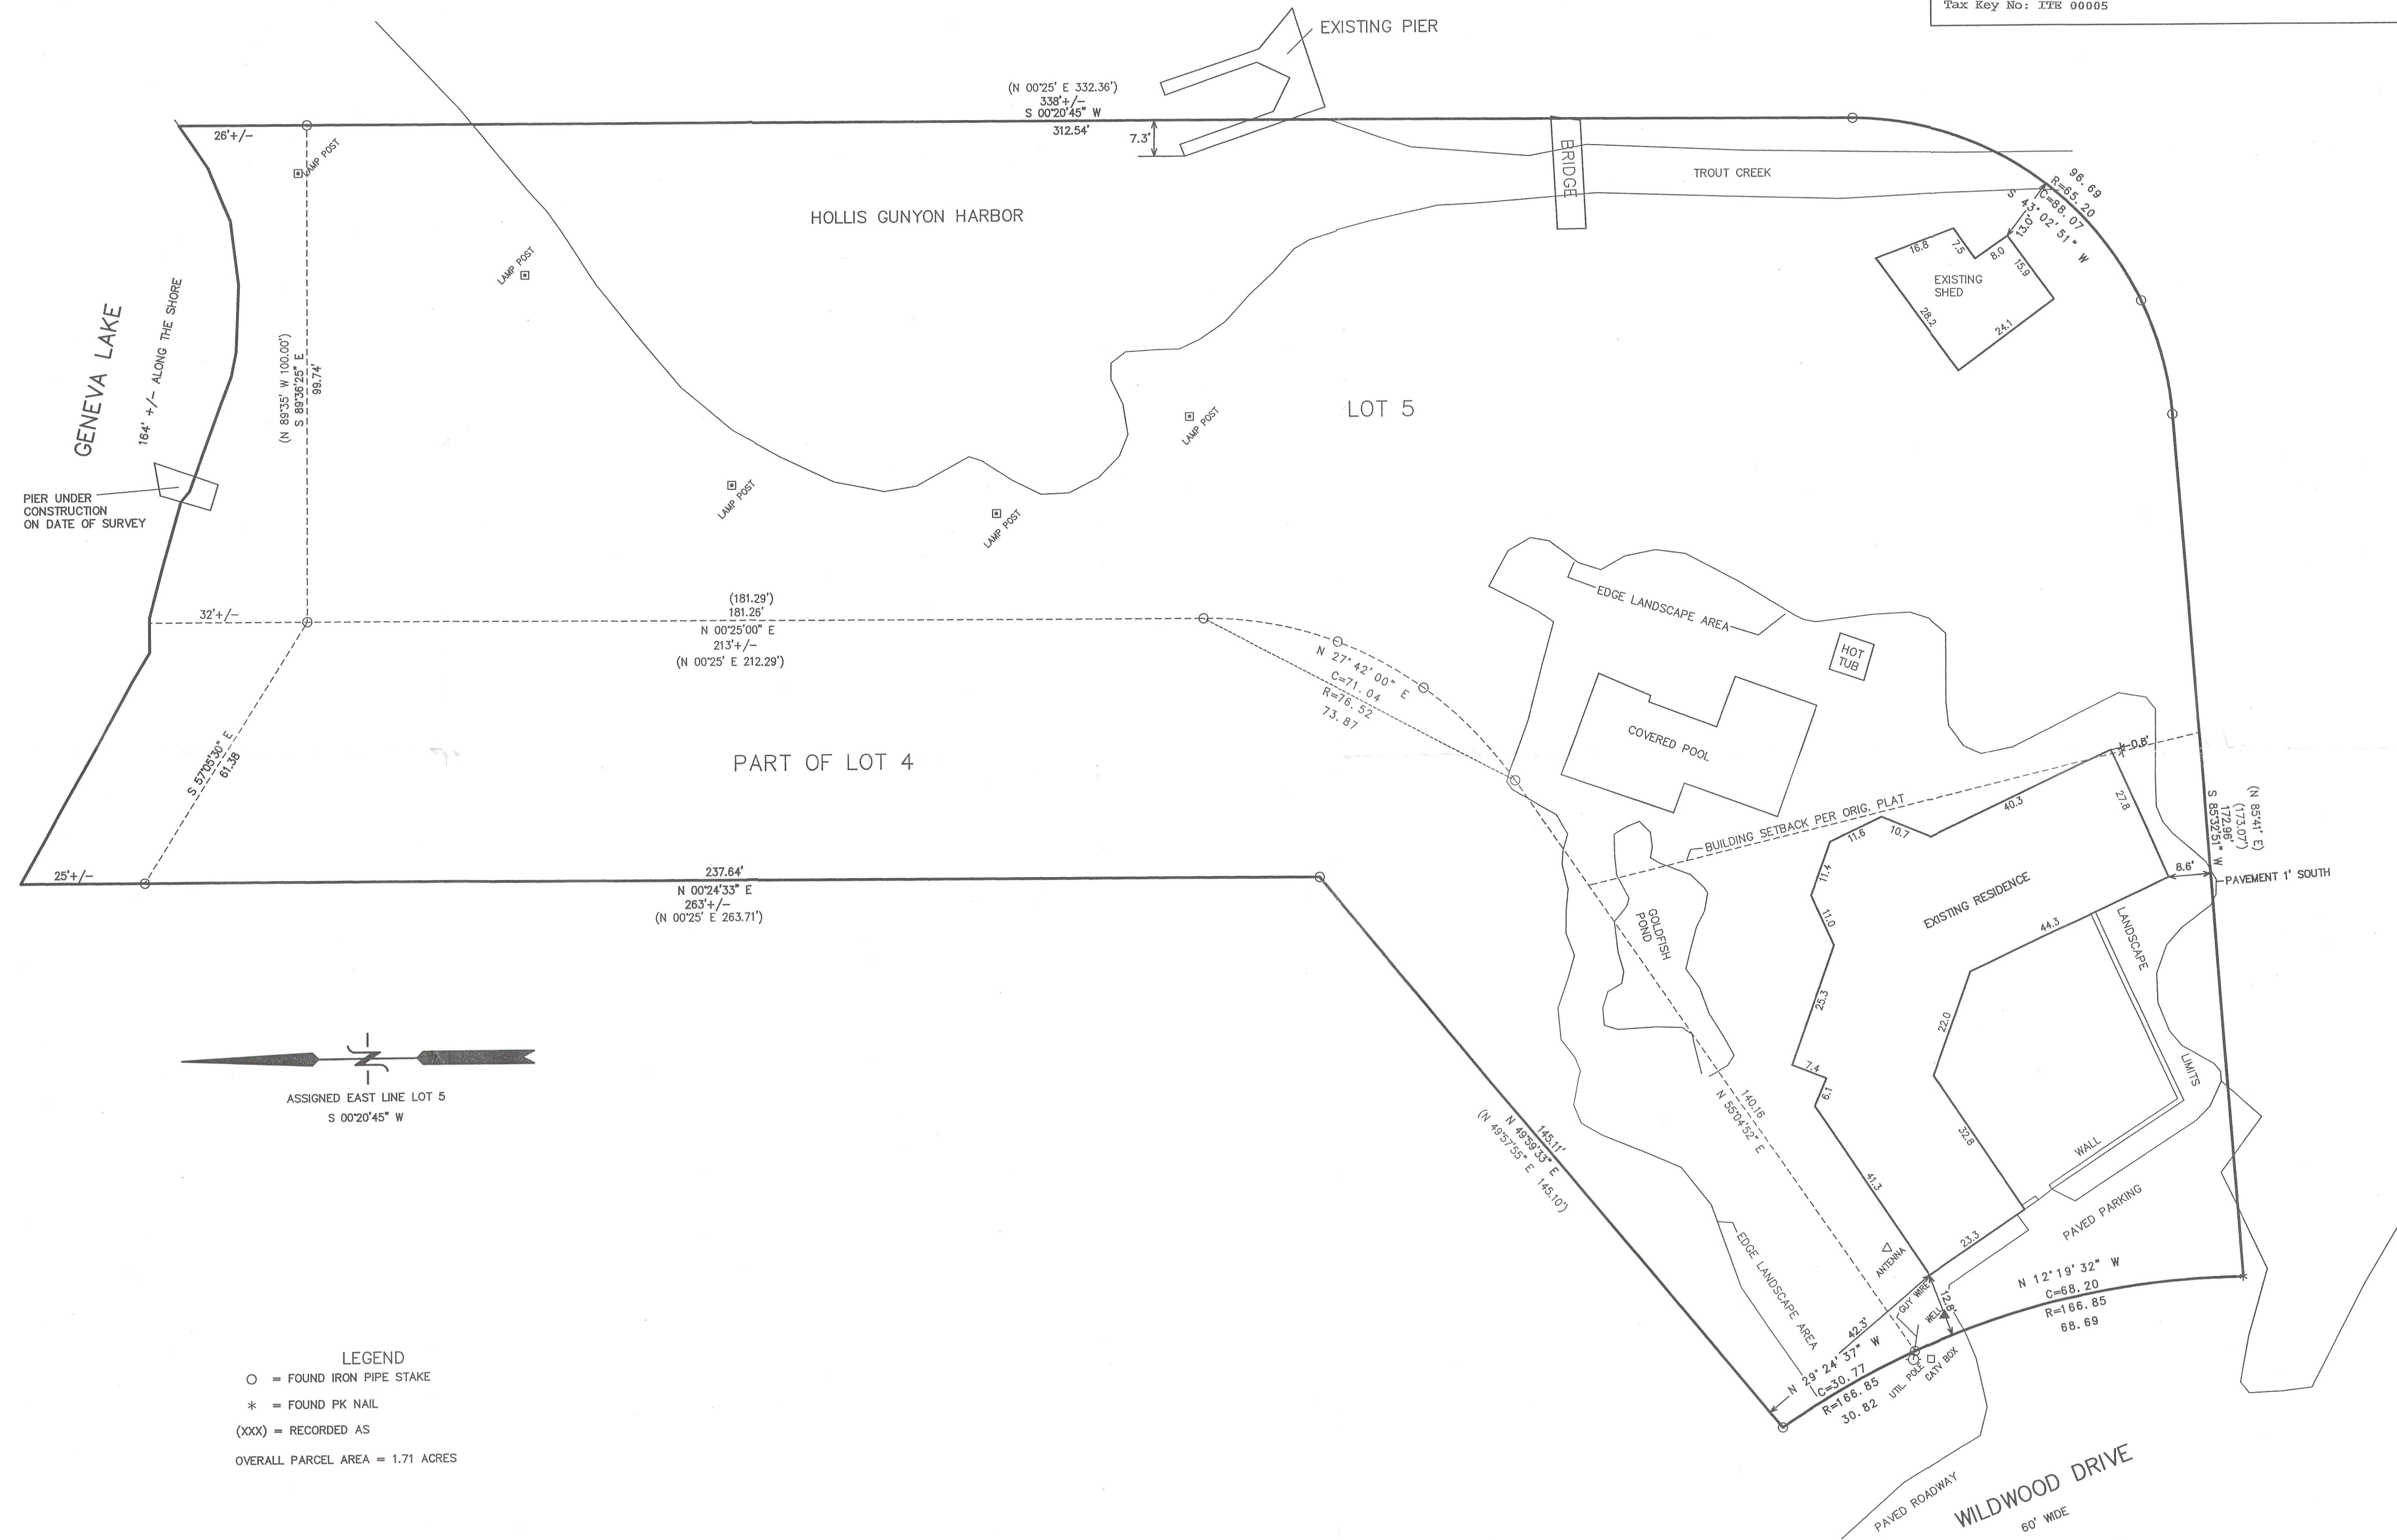 Tax Key No: ITE 00005
EXISTING PIER
(N 00°25' E 332.36')
338'+/-
S 00°20'45" W
312.54'
7.3'
26'+/-
LAMP POST
BRIDGE
TROUT CREEK
HOLLIS GUNYON HARBOR
96.69
R=65.20
C=88.07
S 43°02'51" W
13.0'
16.8
7.5
8.0
15.9
EXISTING
SHED
28.2
24.1
LAMP POST
GENEVA LAKE
164' +/- ALONG THE SHORE
(N 89°35' W 100.00')
S 89°36'25" E
99.74'
LOT 5
LAMP POST
PIER UNDER
CONSTRUCTION
ON DATE OF SURVEY
LAMP POST
LAMP POST
32'+/-
(181.29')
181.26'
N 00°25'00" E
213'+/-
(N 00°25' E 212.29')
N 27°42'00" E
C=71.04
R=76.52
73.87
EDGE LANDSCAPE AREA
HOT
TUB
COVERED POOL
S 57°05'30" E
61.38
PART OF LOT 4
BUILDING SETBACK PER ORIG. PLAT
0.8'
40.3
27.8
11.6
10.7
11.4
11.0
(N 85°41' E)
(173.07')
172.96'
S 85°32'51" W
8.6'
PAVEMENT 1' SOUTH
25'+/-
237.64'
N 00°24'33" E
263'+/-
(N 00°25' E 263.71')
EXISTING RESIDENCE
GOLDFISH
POND
44.3
LANDSCAPE
LIMITS
25.3
22.0
7.4
6.1
32.8
WALL
41.3
140.16
N 55°04'52" E
145.11'
N 49°59'33" E
(N 49°57'55" E 145.10')
ASSIGNED EAST LINE LOT 5
S 00°20'45" W
PAVED PARKING
23.3
ANTENNA
GUY WIRE
WELL
12.8'
EDGE LANDSCAPE AREA
42.3'
N 12°19'32" W
C=68.20
R=166.85
68.69
N 29°24'37" W
C=30.77
R=166.85
30.82
UTIL POLE
CATV BOX
LEGEND
= FOUND IRON PIPE STAKE
* = FOUND PK NAIL
(XXX) = RECORDED AS
OVERALL PARCEL AREA = 1.71 ACRES
PAVED ROADWAY
WILDWOOD DRIVE
60' WIDE